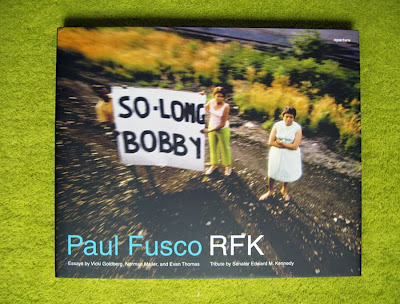 aperture
SO-LONG
BOBBY
Paul Fusco RFK
Essays by Vicki Goldberg, Norman Mailer, and Evan Thomas Tribute by Senator Edward M. Kennedy